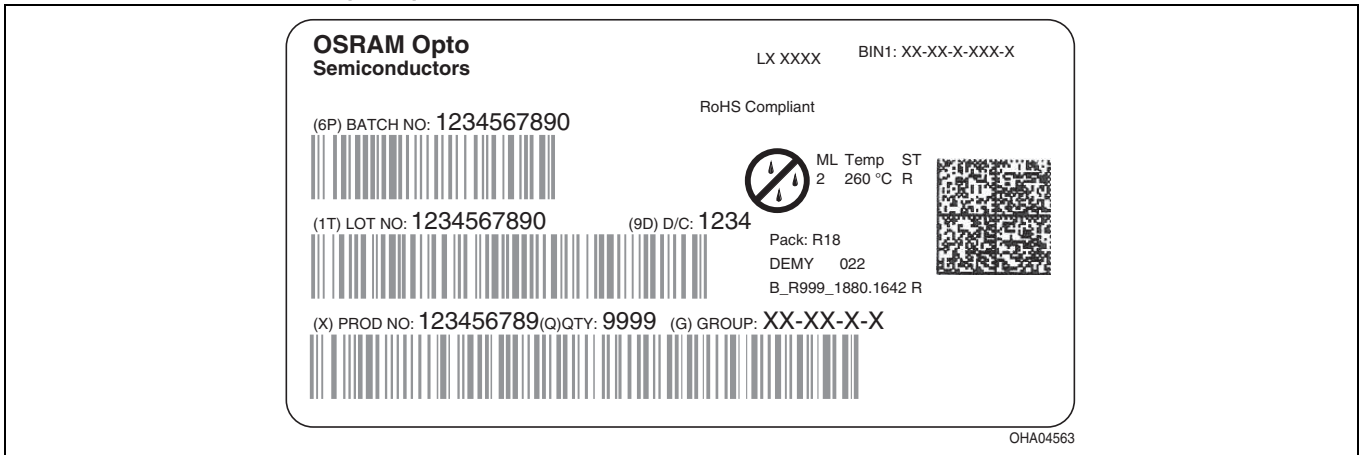 OSRAM Opto
Semiconductors
LX XXXX
BIN1: XX-XX-X-XXX-X
RoHS Compliant
(6P) BATCH NO: 1234567890
ML Temp ST
2 260 °C R
(1T) LOT NO: 1234567890
(9D) D/C: 1234
Pack: R18
DEMY 022
B_R999_1880.1642 R
(X) PROD NO: 123456789(Q)QTY: 9999 (G) GROUP: XX-XX-X-X
OHA04563